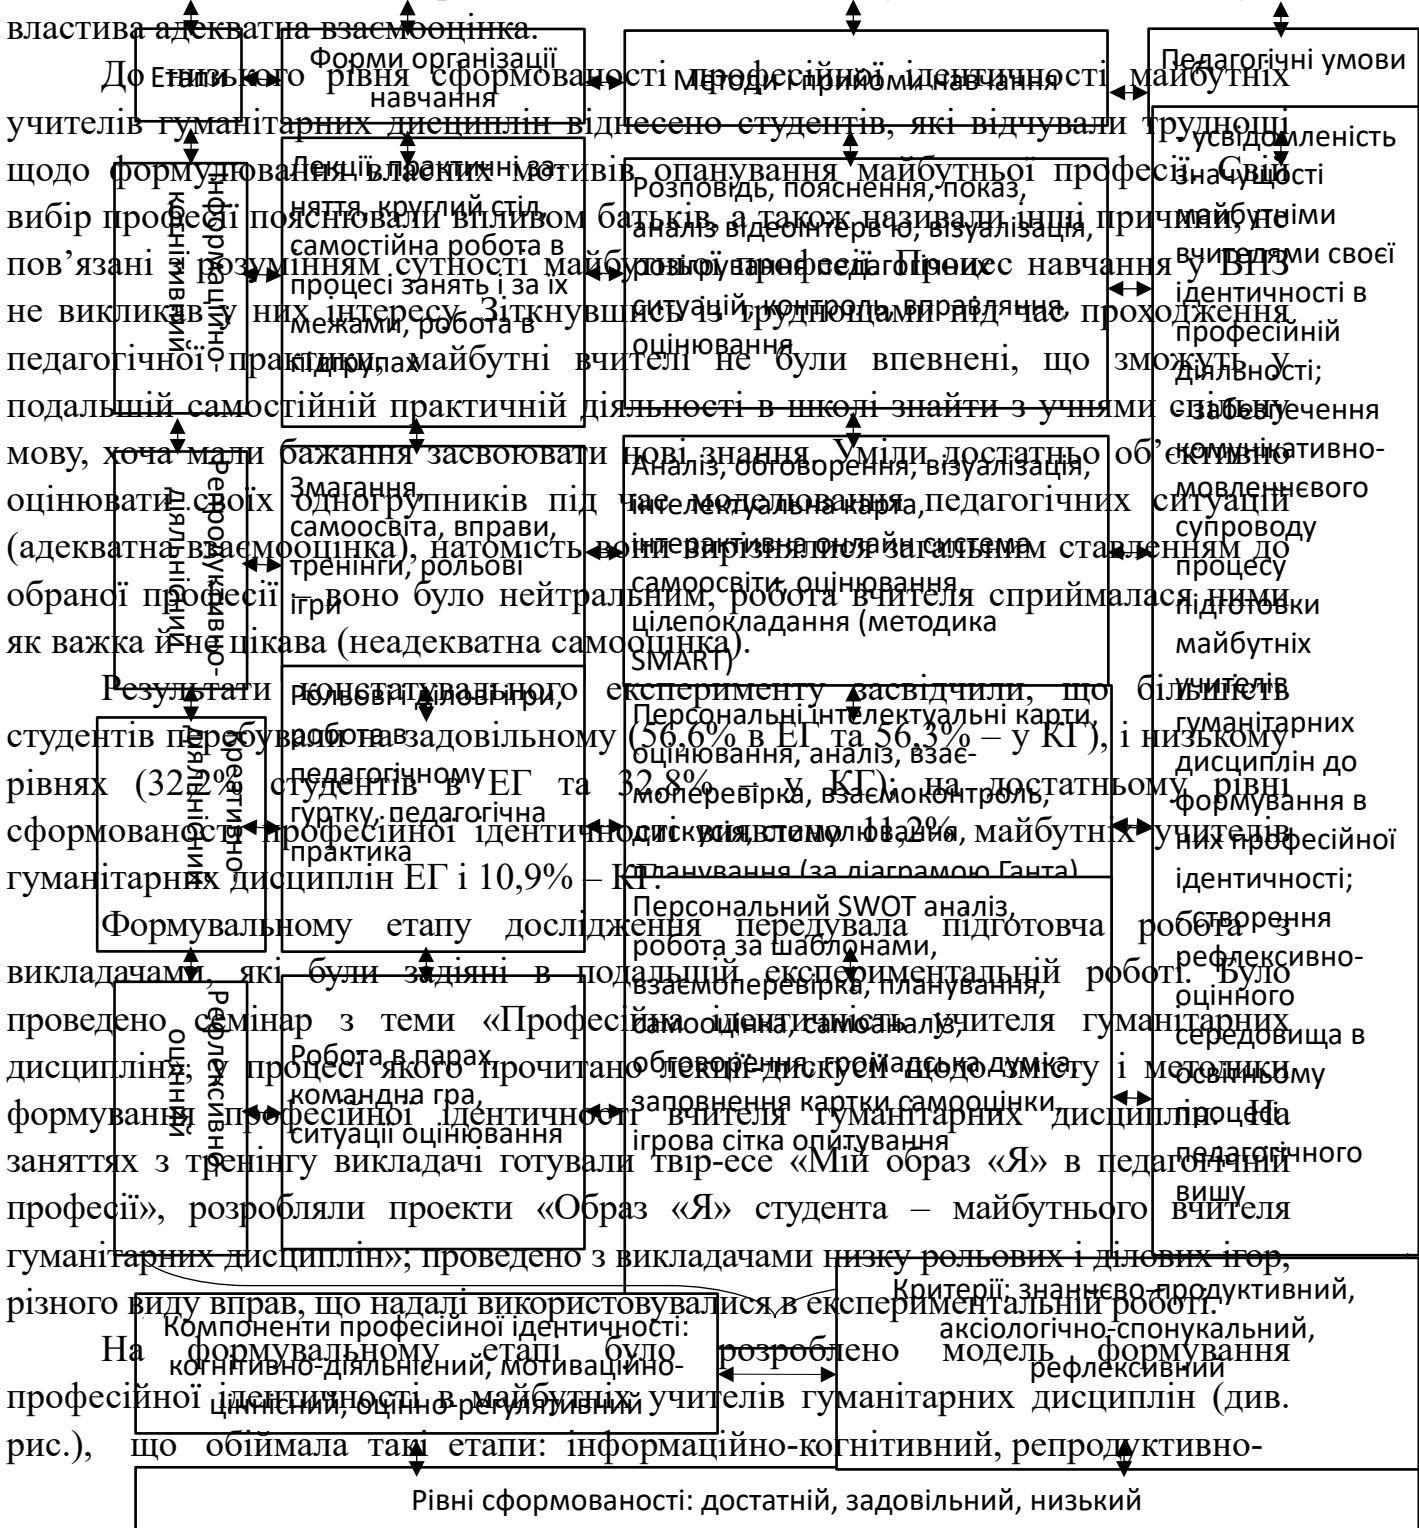 властива адекватна взаємооцінка.
До низького рівня сформованості професійної ідентичності майбутніх
учителів гуманітарних дисциплін віднесено студентів, які відчували труднощі
щодо формулювання власних мотивів опанування майбутньої професії. Свій
вибір професії пояснювали впливом батьків, а також називали інші причини, не
пов’язані з розумінням сутності майбутньої професії. Процес навчання у ВНЗ
не викликав у них інтересу. Зіткнувшись із труднощами під час проходження
педагогічної практики, майбутні вчителі не були впевнені, що зможуть у
подальшій самостійній практичній діяльності в школі знайти з учнями спільну
мову, хоча мали бажання засвоювати нові знання. Уміли достатньо об’єктивно
оцінювати своїх одногрупників під час моделювання педагогічних ситуацій
(адекватна взаємооцінка), натомість вони вирізнялися загальним ставленням до
обраної професії – воно було нейтральним, робота вчителя сприймалася ними
як важка й не цікава (неадекватна самооцінка).
Результати констатувального експерименту засвідчили, що більшість
студентів перебували на задовільному (56,6% в ЕГ та 56,3% – у КГ), і низькому
рівнях (32,2% студентів в ЕГ та 32,8% – у КГ); на достатньому рівні
сформованості професійної ідентичності виявлено 11,2% майбутніх учителів
гуманітарних дисциплін ЕГ і 10,9% – КГ.
Формувальному етапу дослідження передувала підготовча робота з
викладачами, які були задіяні в подальшій експериментальній роботі. Було
проведено семінар з теми «Професійна ідентичність учителя гуманітарних
дисциплін», у процесі якого прочитано лекції-дискусії щодо змісту і методики
формування професійної ідентичності вчителя гуманітарних дисциплін. На
заняттях з тренінгу викладачі готували твір-есе «Мій образ «Я» в педагогічній
професії», розробляли проекти «Образ «Я» студента – майбутнього вчителя
гуманітарних дисциплін»; проведено з викладачами низку рольових і ділових ігор,
різного виду вправ, що надалі використовувалися в експериментальній роботі.
На формувальному етапі було розроблено модель формування
професійної ідентичності в майбутніх учителів гуманітарних дисциплін (див.
рис.), що обіймала такі етапи: інформаційно-когнітивний, репродуктивно-
Етапи
Форми організації
навчання
Методи і прийоми навчання
Педагогічні умови
Інформаційно-
когнітивний
Лекції, практичні за-
няття, круглий стіл,
самостійна робота в
процесі занять і за їх
межами, робота в
підгрупах
Розповідь, пояснення, показ,
аналіз відеоінтерв'ю, візуалізація,
розігрування педагогічних
ситуацій, контроль, вправляння,
оцінювання
- усвідомленість
значущості
майбутніми
вчителями своєї
ідентичності в
професійній
діяльності;
- забезпечення
комунікативно-
мовленнєвого
супроводу
процесу
підготовки
майбутніх
учителів
гуманітарних
дисциплін до
формування в
них професійної
ідентичності;
- створення
рефлексивно-
оцінного
середовища в
освітньому
процесі
педагогічного
вишу
Репродуктивно-
діяльнісний
Змагання,
самоосвіта, вправи,
тренінги, рольові
ігри
Аналіз, обговорення, візуалізація,
інтелектуальна карта,
інтерактивна онлайн система
самоосвіти, оцінювання,
цілепокладання (методика
SMART)
Креативно-
діяльнісний
Рольові і ділові ігри,
робота в
педагогічному
гуртку, педагогічна
практика
Персональні інтелектуальні карти,
оцінювання, аналіз, взає-
моперевірка, взаємоконтроль,
дискусія, стимулювання,
планування (за діаграмою Ганта)
Рефлексивно-
оцінний
Робота в парах,
командна гра,
ситуації оцінювання
Персональний SWOT аналіз,
робота за шаблонами,
взаємоперевірка, планування,
самооцінка, самоаналіз,
обговорення, громадська думка,
заповнення картки самооцінки,
ігрова сітка опитування
Компоненти професійної ідентичності:
когнітивно-діяльнісний, мотиваційно-
ціннісний, оцінно-регулятивний
Критерії: знаннєво-продуктивний,
аксіологічно-спонукальний,
рефлексивний
Рівні сформованості: достатній, задовільний, низький